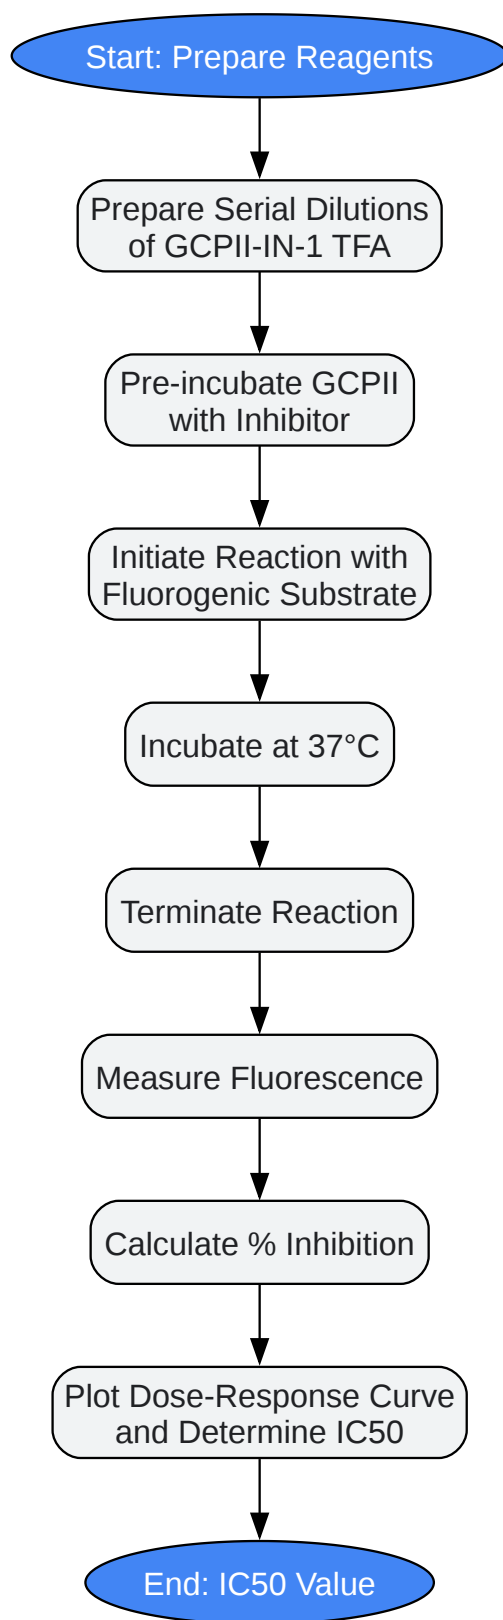 Start: Prepare Reagents
Prepare Serial Dilutions
of GCPII-IN-1 TFA
Pre-incubate GCPII
with Inhibitor
Initiate Reaction with
Fluorogenic Substrate
Incubate at 37°C
Terminate Reaction
Measure Fluorescence
Calculate % Inhibition
Plot Dose-Response Curve
and Determine IC50
End: IC50 Value